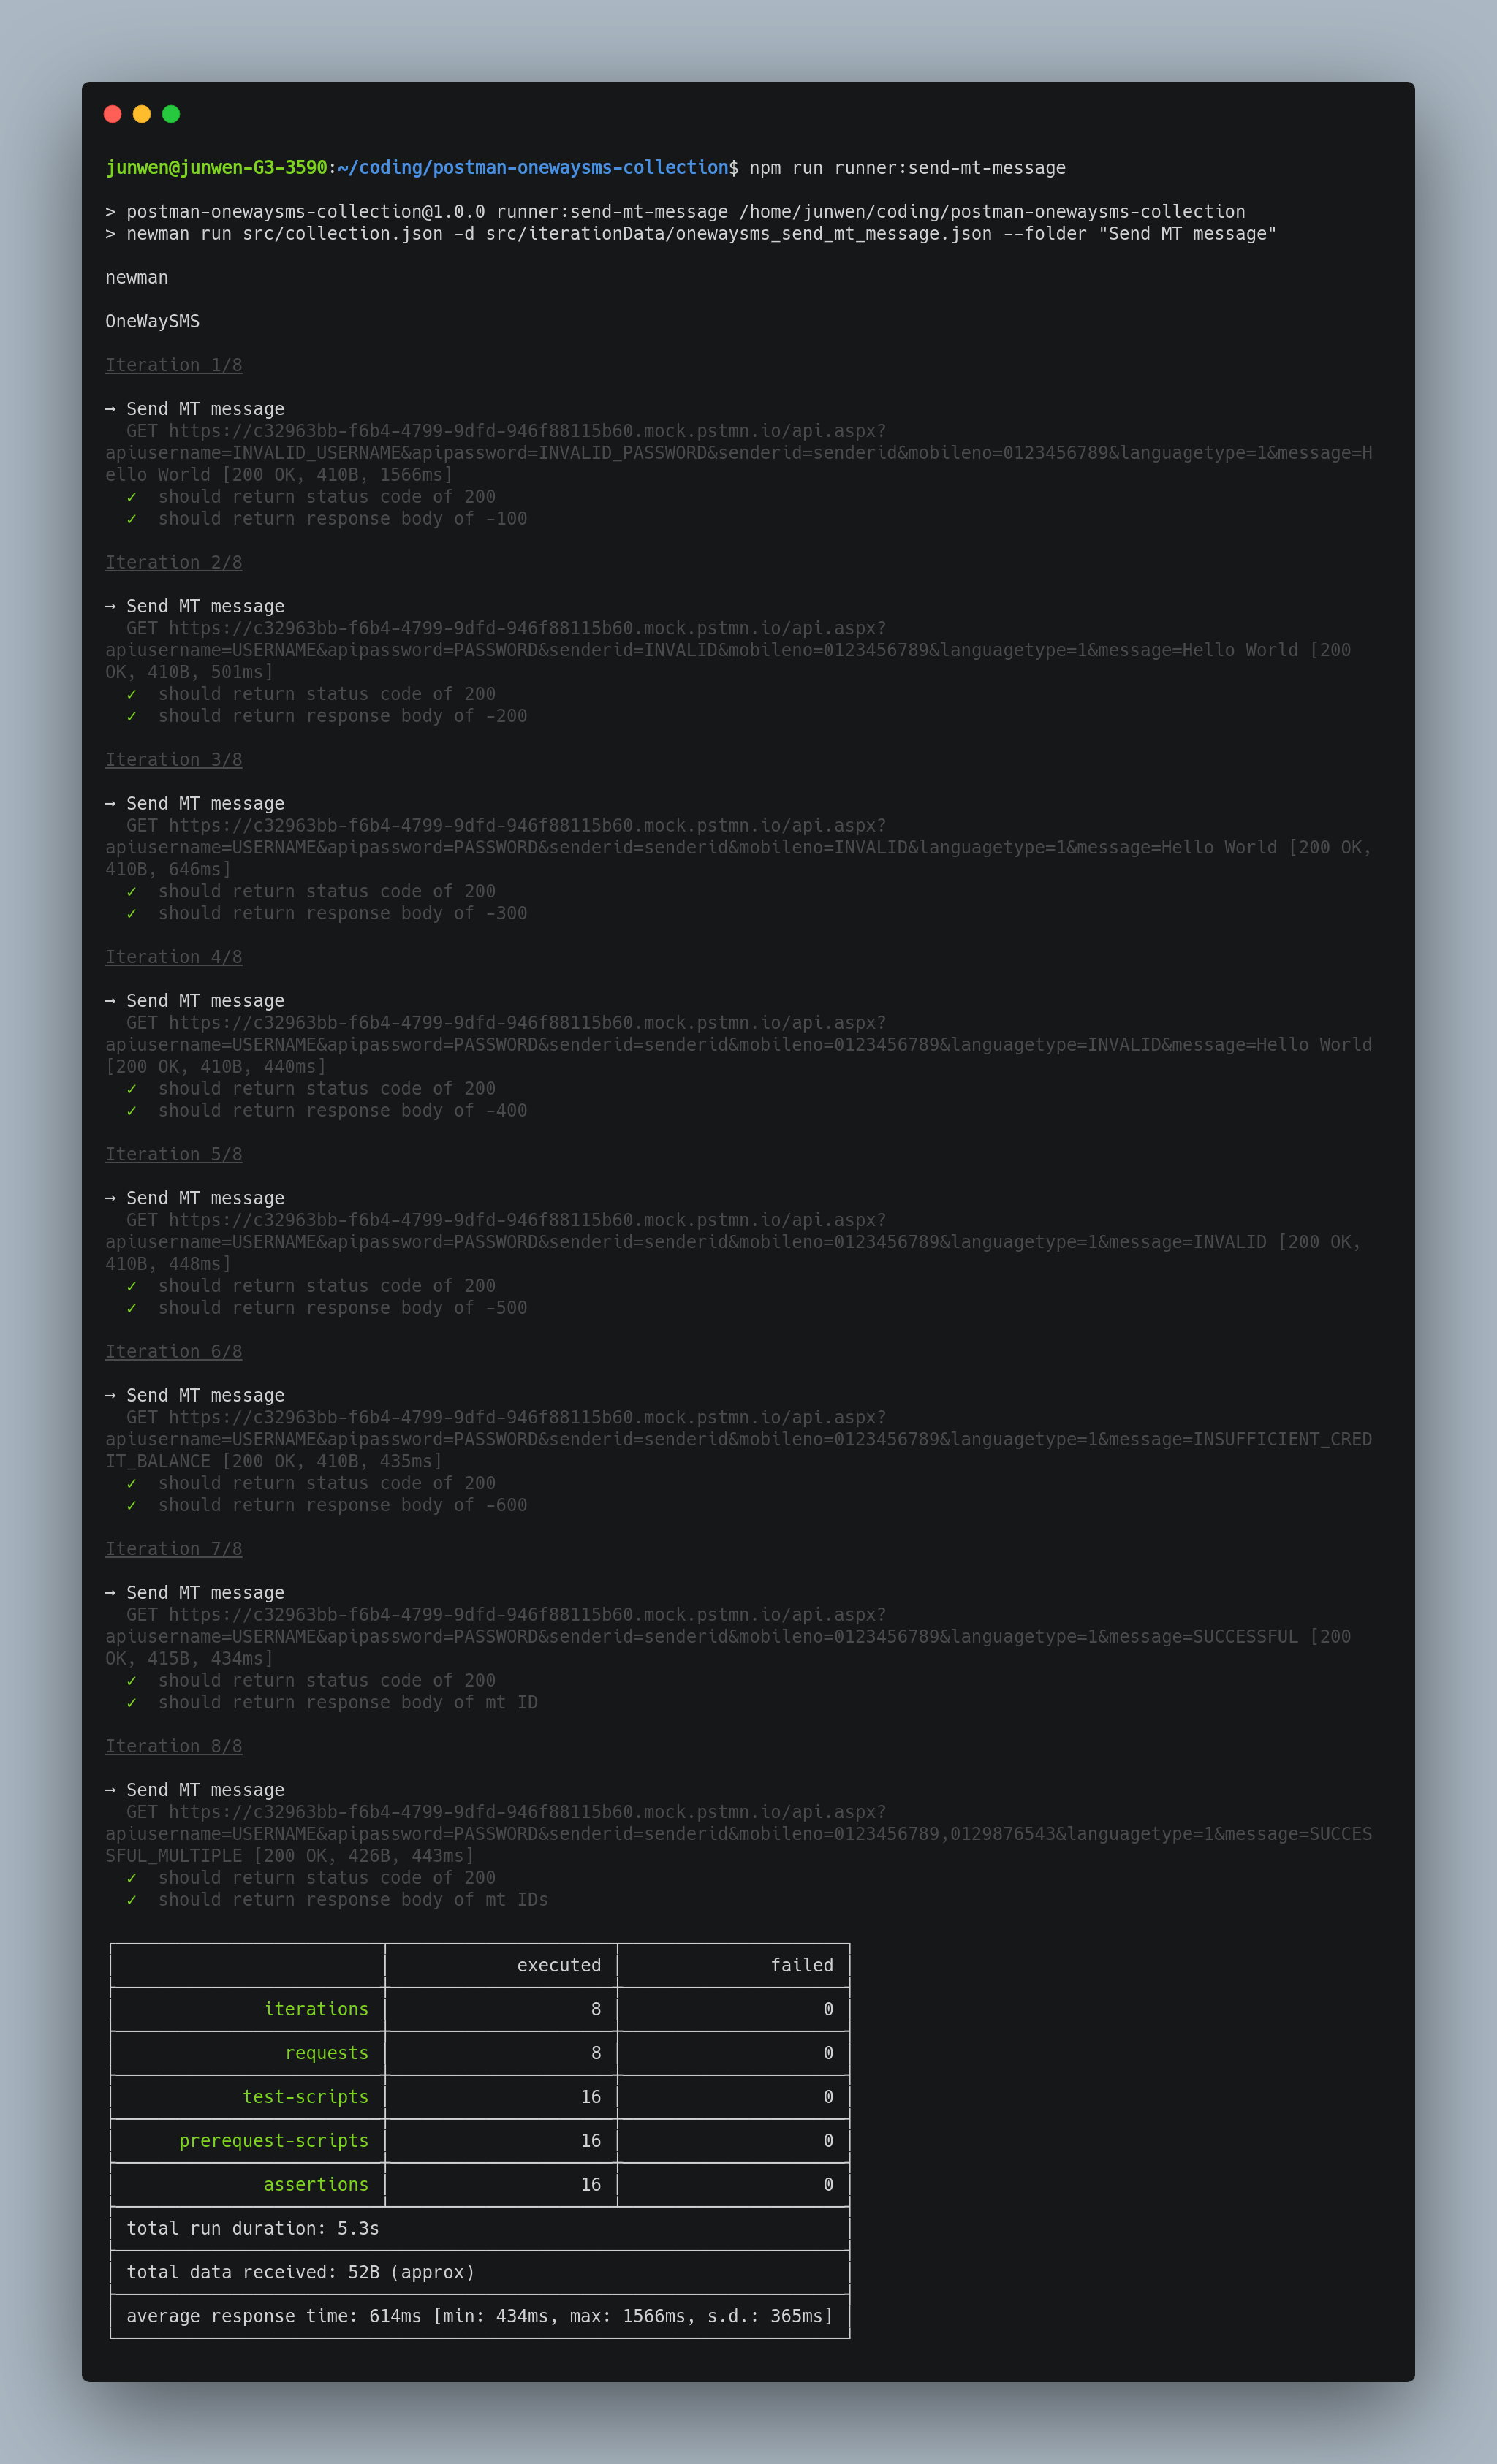 junwen@junwen-G3-3590:~/coding/postman-onewaysms-collection$ npm run runner:send-mt-message
> postman-onewaysms-collection@1.0.0 runner:send-mt-message /home/junwen/coding/postman-onewaysms-collection
> newman run src/collection.json -d src/iterationData/onewaysms_send_mt_message.json --folder "Send MT message"
newman
OneWaySMS
Iteration 1/8
→ Send MT message
GET https://c32963bb-f6b4-4799-9dfd-946f88115b60.mock.pstmn.io/api.aspx?
apiusername=INVALID_USERNAME&apipassword=INVALID_PASSWORD&senderid=senderid&mobileno=0123456789&languagetype=1&message=H
ello World [200 OK, 410B, 1566ms]
✓ should return status code of 200
✓ should return response body of -100
Iteration 2/8
→ Send MT message
GET https://c32963bb-f6b4-4799-9dfd-946f88115b60.mock.pstmn.io/api.aspx?
apiusername=USERNAME&apipassword=PASSWORD&senderid=INVALID&mobileno=0123456789&languagetype=1&message=Hello World [200
OK, 410B, 501ms]
✓ should return status code of 200
✓ should return response body of -200
Iteration 3/8
→ Send MT message
GET https://c32963bb-f6b4-4799-9dfd-946f88115b60.mock.pstmn.io/api.aspx?
apiusername=USERNAME&apipassword=PASSWORD&senderid=senderid&mobileno=INVALID&languagetype=1&message=Hello World [200 OK,
410B, 646ms]
✓ should return status code of 200
✓ should return response body of -300
Iteration 4/8
→ Send MT message
GET https://c32963bb-f6b4-4799-9dfd-946f88115b60.mock.pstmn.io/api.aspx?
apiusername=USERNAME&apipassword=PASSWORD&senderid=senderid&mobileno=0123456789&languagetype=INVALID&message=Hello World
[200 OK, 410B, 440ms]
✓ should return status code of 200
✓ should return response body of -400
Iteration 5/8
→ Send MT message
GET https://c32963bb-f6b4-4799-9dfd-946f88115b60.mock.pstmn.io/api.aspx?
apiusername=USERNAME&apipassword=PASSWORD&senderid=senderid&mobileno=0123456789&languagetype=1&message=INVALID [200 OK,
410B, 448ms]
✓ should return status code of 200
✓ should return response body of -500
Iteration 6/8
→ Send MT message
GET https://c32963bb-f6b4-4799-9dfd-946f88115b60.mock.pstmn.io/api.aspx?
apiusername=USERNAME&apipassword=PASSWORD&senderid=senderid&mobileno=0123456789&languagetype=1&message=INSUFFICIENT_CRED
IT_BALANCE [200 OK, 410B, 435ms]
✓ should return status code of 200
✓ should return response body of -600
Iteration 7/8
→ Send MT message
GET https://c32963bb-f6b4-4799-9dfd-946f88115b60.mock.pstmn.io/api.aspx?
apiusername=USERNAME&apipassword=PASSWORD&senderid=senderid&mobileno=0123456789&languagetype=1&message=SUCCESSFUL [200
OK, 415B, 434ms]
✓ should return status code of 200
✓ should return response body of mt ID
Iteration 8/8
→ Send MT message
GET https://c32963bb-f6b4-4799-9dfd-946f88115b60.mock.pstmn.io/api.aspx?
apiusername=USERNAME&apipassword=PASSWORD&senderid=senderid&mobileno=0123456789,0129876543&languagetype=1&message=SUCCES
SFUL_MULTIPLE [200 OK, 426B, 443ms]
✓ should return status code of 200
✓ should return response body of mt IDs
executed failed
iterations 8 0
requests 8 0
test-scripts 16 0
prerequest-scripts 16 0
assertions 16 0
total run duration: 5.3s
total data received: 52B (approx)
average response time: 614ms [min: 434ms, max: 1566ms, s.d.: 365ms]